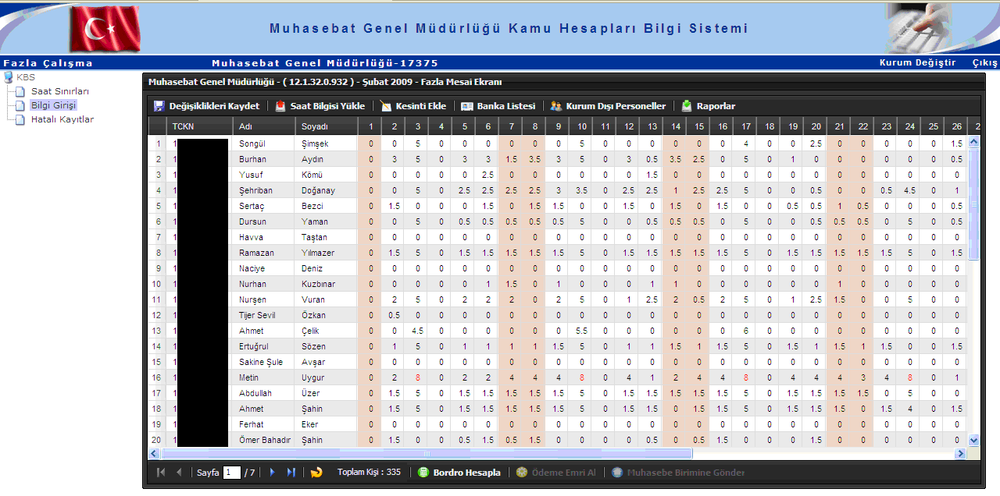 Muhasebat Genel Müdürlüğü Kamu Hesapları Bilgi Sistemi
Fazla Çalışma Muhasebat Genel Müdürlüğü-17375 Kurum Değiştir Çıkış
KBS
Saat Sınırları
Bilgi Girişi
Hatalı Kayıtlar
Muhasebat Genel Müdürlüğü - ( 12.1.32.0.932 ) - Şubat 2009 - Fazla Mesai Ekranı
Değişiklikleri Kaydet Saat Bilgisi Yükle Kesinti Ekle Banka Listesi Kurum Dışı Personeller Raporlar
TCKN Adı Soyadı 1 2 3 4 5 6 7 8 9 10 11 12 13 14 15 16 17 18 19 20 21 22 23 24 25 26 2
1 1 Songül Şimşek 0 0 5 0 0 0 0 0 0 5 0 0 0 0 0 0 4 0 0 2.5 0 0 0 0 0 1.5
2 1 Burhan Aydın 0 3 5 0 3 3 1.5 3.5 3 5 0 3 0.5 3.5 2.5 0 5 0 1 0 0 0 0 0 0 0.5
3 1 Yusuf Kömü 0 0 0 0 0 2.5 0 0 0 0 0 0 1.5 0 0 0 0 0 0 0 0 0 0 0 0 0
4 1 Şehriban Doğanay 0 0 5 0 2.5 2.5 2.5 2.5 3 3.5 0 2.5 2.5 1 2.5 2.5 5 0 0 0.5 0 0 0.5 4.5 0 1
5 1 Sertaç Bezci 0 1.5 0 0 0 1.5 0 1.5 1.5 0 0 1.5 0 1.5 0 1.5 0 0 0.5 0.5 1 0.5 0 0 0 0.5
6 1 Dursun Yaman 0 0 5 0 0.5 0.5 0.5 0.5 0.5 5 0 0 0.5 0.5 0.5 0 5 0 0 0.5 0.5 0.5 0 5 0 0.5
7 1 Havva Taştan 0 0 0 0 0 0 0 0 0 0 0 0 0 0 0 0 0 0 0 0 0 0 0 0 0 0
8 1 Ramazan Yılmazer 0 1.5 5 0 1.5 1.5 1.5 1.5 1.5 5 0 1.5 1.5 1.5 1.5 1.5 5 0 1.5 1.5 1.5 1.5 1.5 5 0 1.5
9 1 Naciye Deniz 0 0 0 0 0 0 0 0 0 0 0 0 0 0 0 0 0 0 0 0 0 0 0 0 0 0
10 1 Nurhan Kuzbınar 0 0 0 0 0 1 1.5 0 1 0 0 0 1 1 0 0 0 0 0 0 1 0 0 0 0 0
11 1 Nurşen Vuran 0 2 5 0 2 2 2 0 2 5 0 1 2.5 2 0.5 2 5 0 1 2.5 1.5 0 0 5 0 0
12 1 Tijer Sevil Özkan 0 0.5 0 0 0 0 0 0 0 0 0 0 0 0 0 0 0 0 0 0 0 0 0 0 0 0
13 1 Ahmet Çelik 0 0 4.5 0 0 0 0 0 0 5.5 0 0 0 0 0 0 6 0 0 0 0 0 0 0 0 0
14 1 Ertuğrul Sözen 0 1 5 0 1 1 1 1 1.5 5 0 1 1 1.5 1 1.5 5 0 1.5 1 1.5 1 1.5 0 0 1.5
15 1 Sakine Şule Avşar 0 0 0 0 0 0 0 0 0 0 0 0 0 0 0 0 0 0 0 0 0 0 0 0 0 0
16 1 Metin Uygur 0 2 8 0 2 2 4 4 4 8 0 4 1 2 4 4 8 0 4 4 4 3 4 8 0 1
17 1 Abdullah Üzer 0 1.5 5 0 1.5 1.5 1.5 1.5 1.5 5 0 1.5 1.5 1.5 1.5 1.5 5 0 1.5 1.5 1.5 1.5 0 5 0 0
18 1 Ahmet Şahin 0 1.5 5 0 1.5 1.5 1.5 1.5 1.5 5 0 1.5 1.5 0 1.5 1.5 5 0 1.5 1.5 1.5 0 1.5 4 0 1.5
19 1 Ferhat Eker 0 0 0 0 0 0 0 0 0 0 0 0 0 0 0 0 0 0 0 0 0 0 0 0 0 0
20 1 Ömer Bahadır Şahin 0 1.5 0 0 0.5 1.5 0.5 1.5 0 0 0 0 0.5 0 0.5 1.5 0 0 0 1.5 0 0 0 0 0 0
Sayfa 1 / 7 Toplam Kişi : 335 Bordro Hesapla Ödeme Emri Al Muhasebe Birimine Gönder